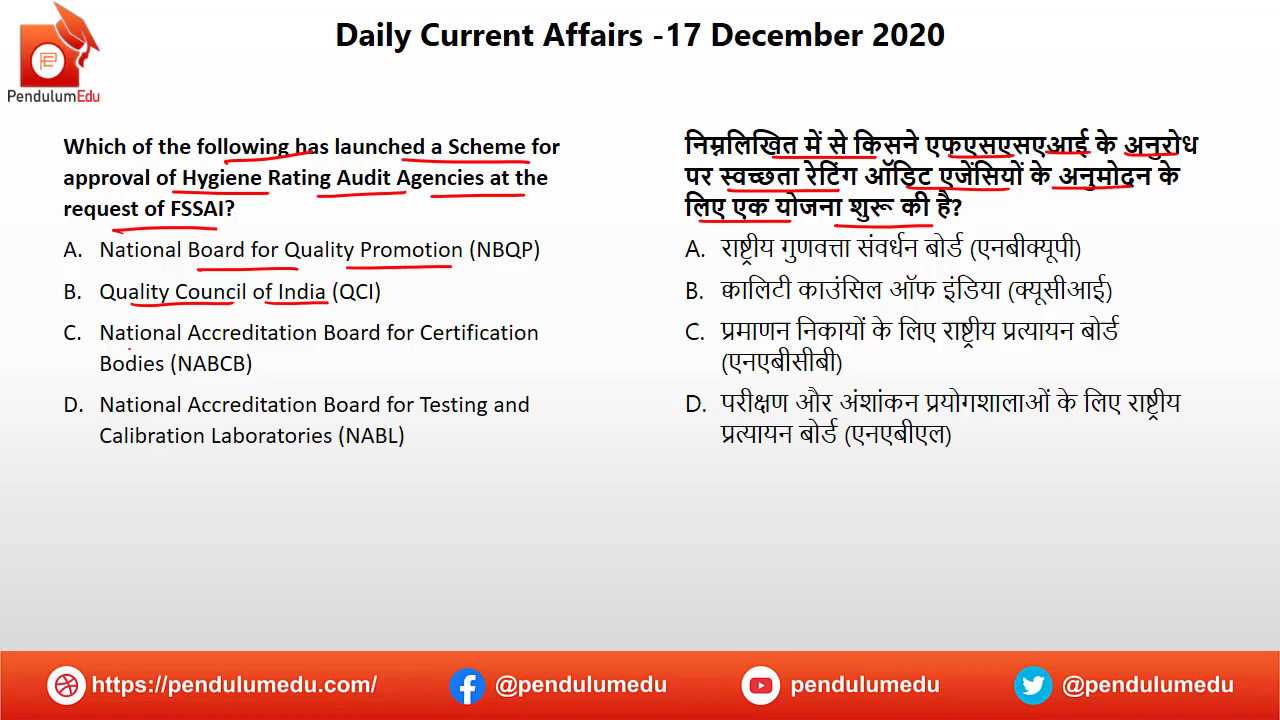 Daily Current Affairs -17 December 2020
PendulumEdu
Which of the following has launched a Scheme for
approval of Hygiene Rating Audit Agencies at the
request of FSSAI?
A. National Board for Quality Promotion (NBQP)
B. Quality Council of India (QCI)
C. National Accreditation Board for Certification
Bodies (NABCB)
D. National Accreditation Board for Testing and
Calibration Laboratories (NABL)
निम्नलिखित में से किसने एफएसएसएआई के अनुरोध
पर स्वच्छता रेटिंग ऑडिट एजेंसियों के अनुमोदन के
लिए एक योजना शुरू की है?
A. राष्ट्रीय गुणवत्ता संवर्धन बोर्ड (एनबीक्यूपी)
B. क्वालिटी काउंसिल ऑफ इंडिया (क्यूसीआई)
C. प्रमाणन निकायों के लिए राष्ट्रीय प्रत्यायन बोर्ड
(एनएबीसीबी)
D. परीक्षण और अंशांकन प्रयोगशालाओं के लिए राष्ट्रीय
प्रत्यायन बोर्ड (एनएबीएल)
https://pendulumedu.com/ @pendulumedu pendulumedu @pendulumedu